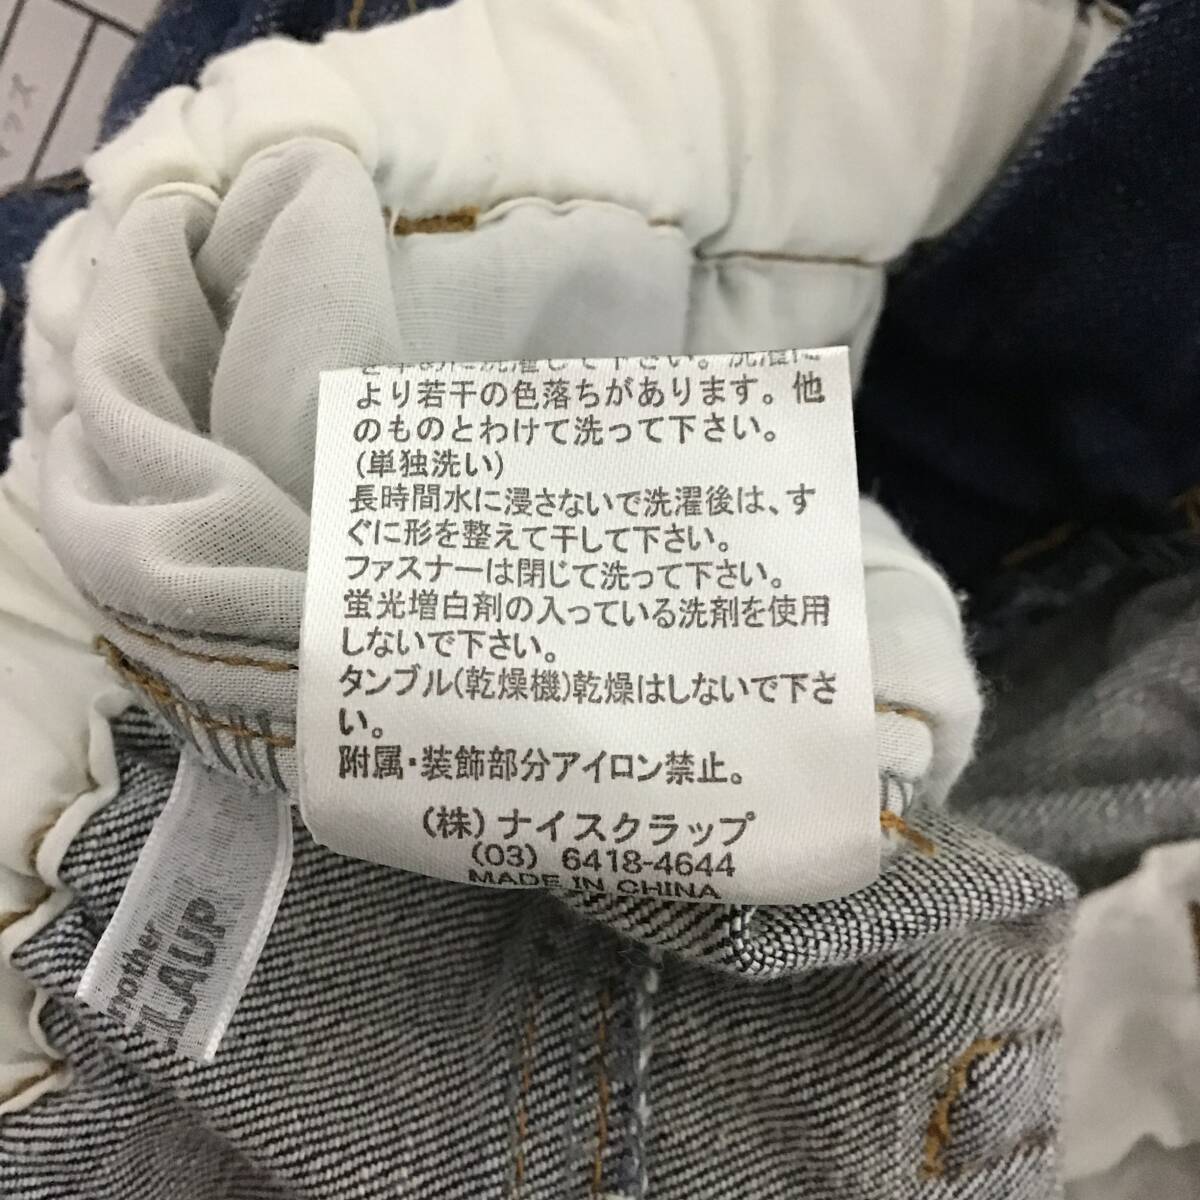 ッズ
より若干の色落ちがあります。他
のものとわけて洗って下さい。
(単独洗い)
長時間水に浸さないで洗濯後は、す
ぐに形を整えて干して下さい。
ファスナーは閉じて洗って下さい。
蛍光増白剤の入っている洗剤を使用
しないで下さい。
タンブル(乾燥機)乾燥はしないで下さ
い。
附属・装飾部分アイロン禁止。
(株)ナイスクラップ
(03) 6418-4644
MADE IN CHINA
nother
LAUP